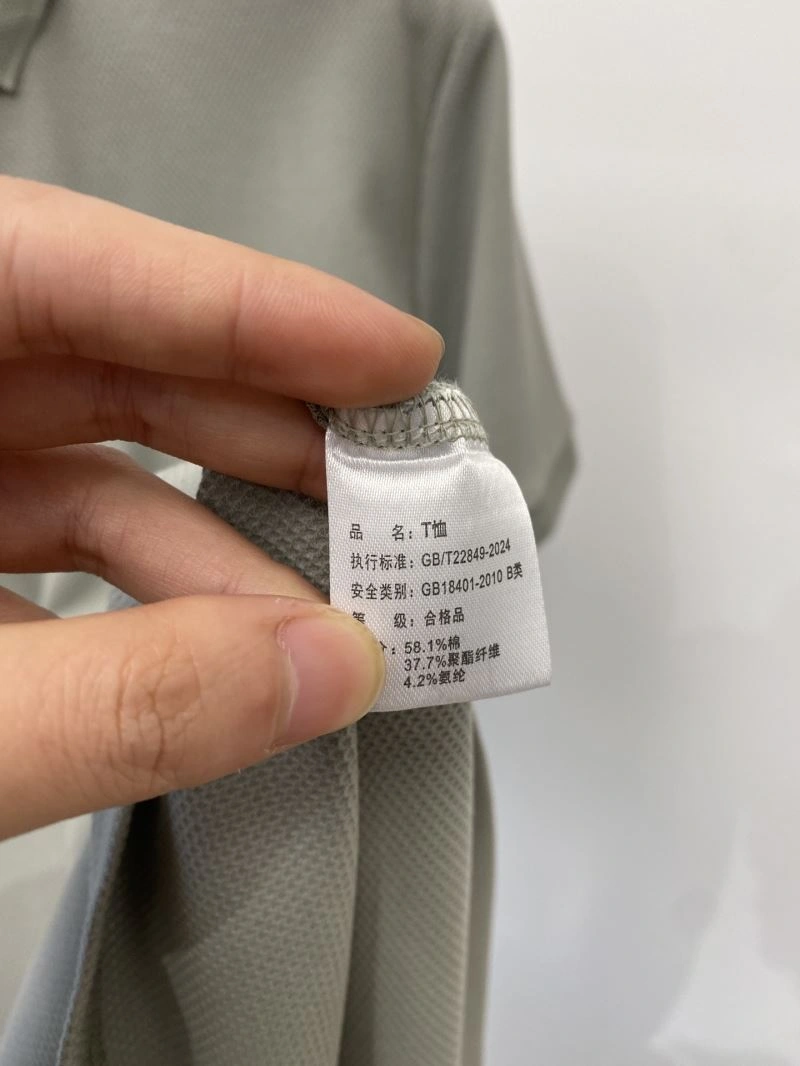 品 名：T恤
执行标准：GB/T22849-2024
安全类别：GB18401-2010 B类
等 级：合格品
：58.1%棉
37.7%聚酯纤维
4.2%氨纶